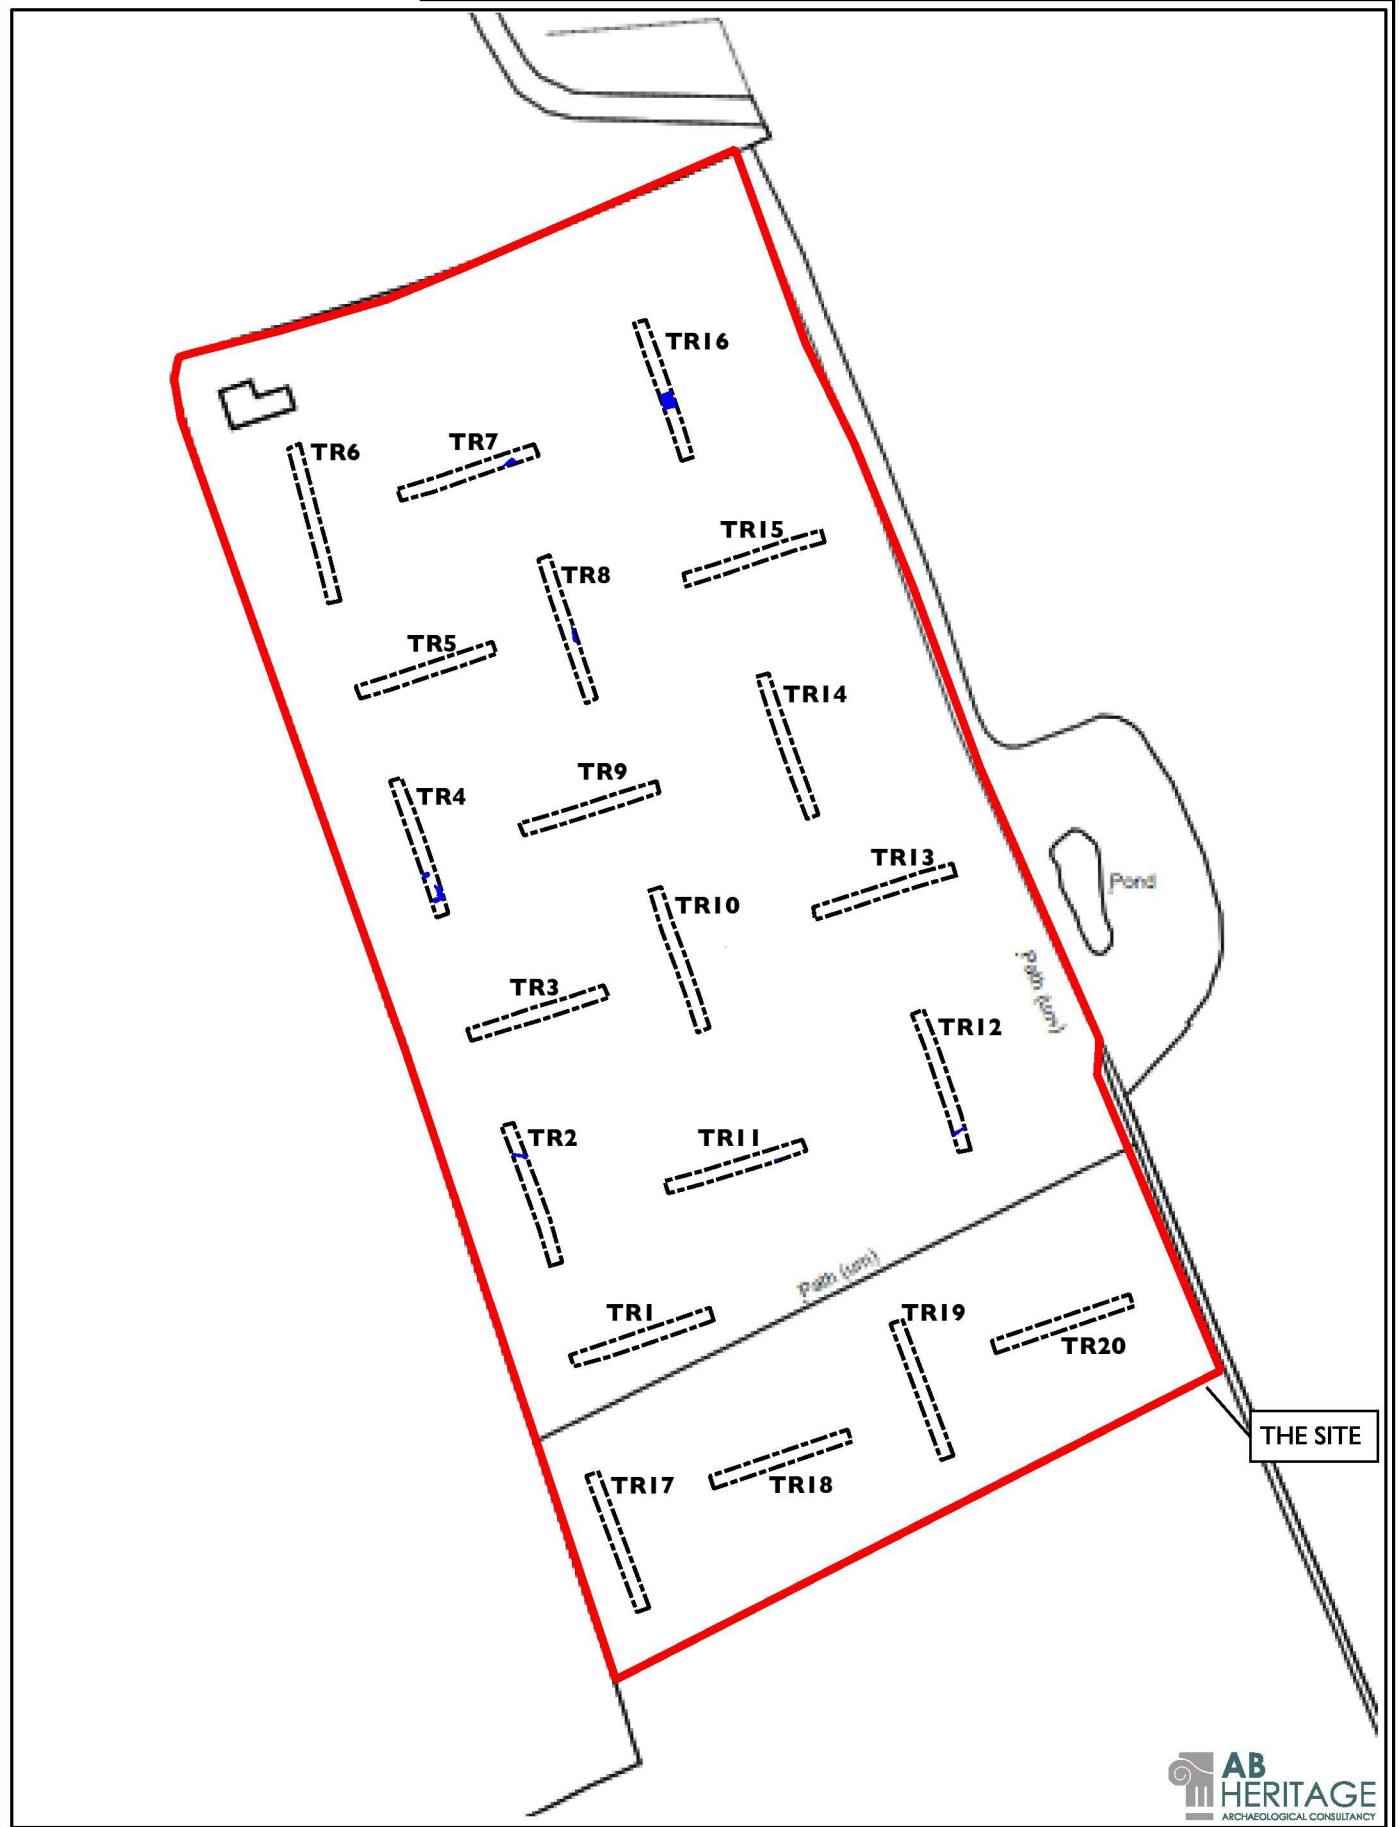 TR16
TR6
TR7
TR15
TR8
TR5
TR14
TR9
TR4
TR13
Pond
TR10
Path (um)
TR3
TR12
TR2
TR11
Path (um)
TR1
TR19
TR20
THE SITE
TR17
TR18
AB
HERITAGE
ARCHAEOLOGICAL CONSULTANCY